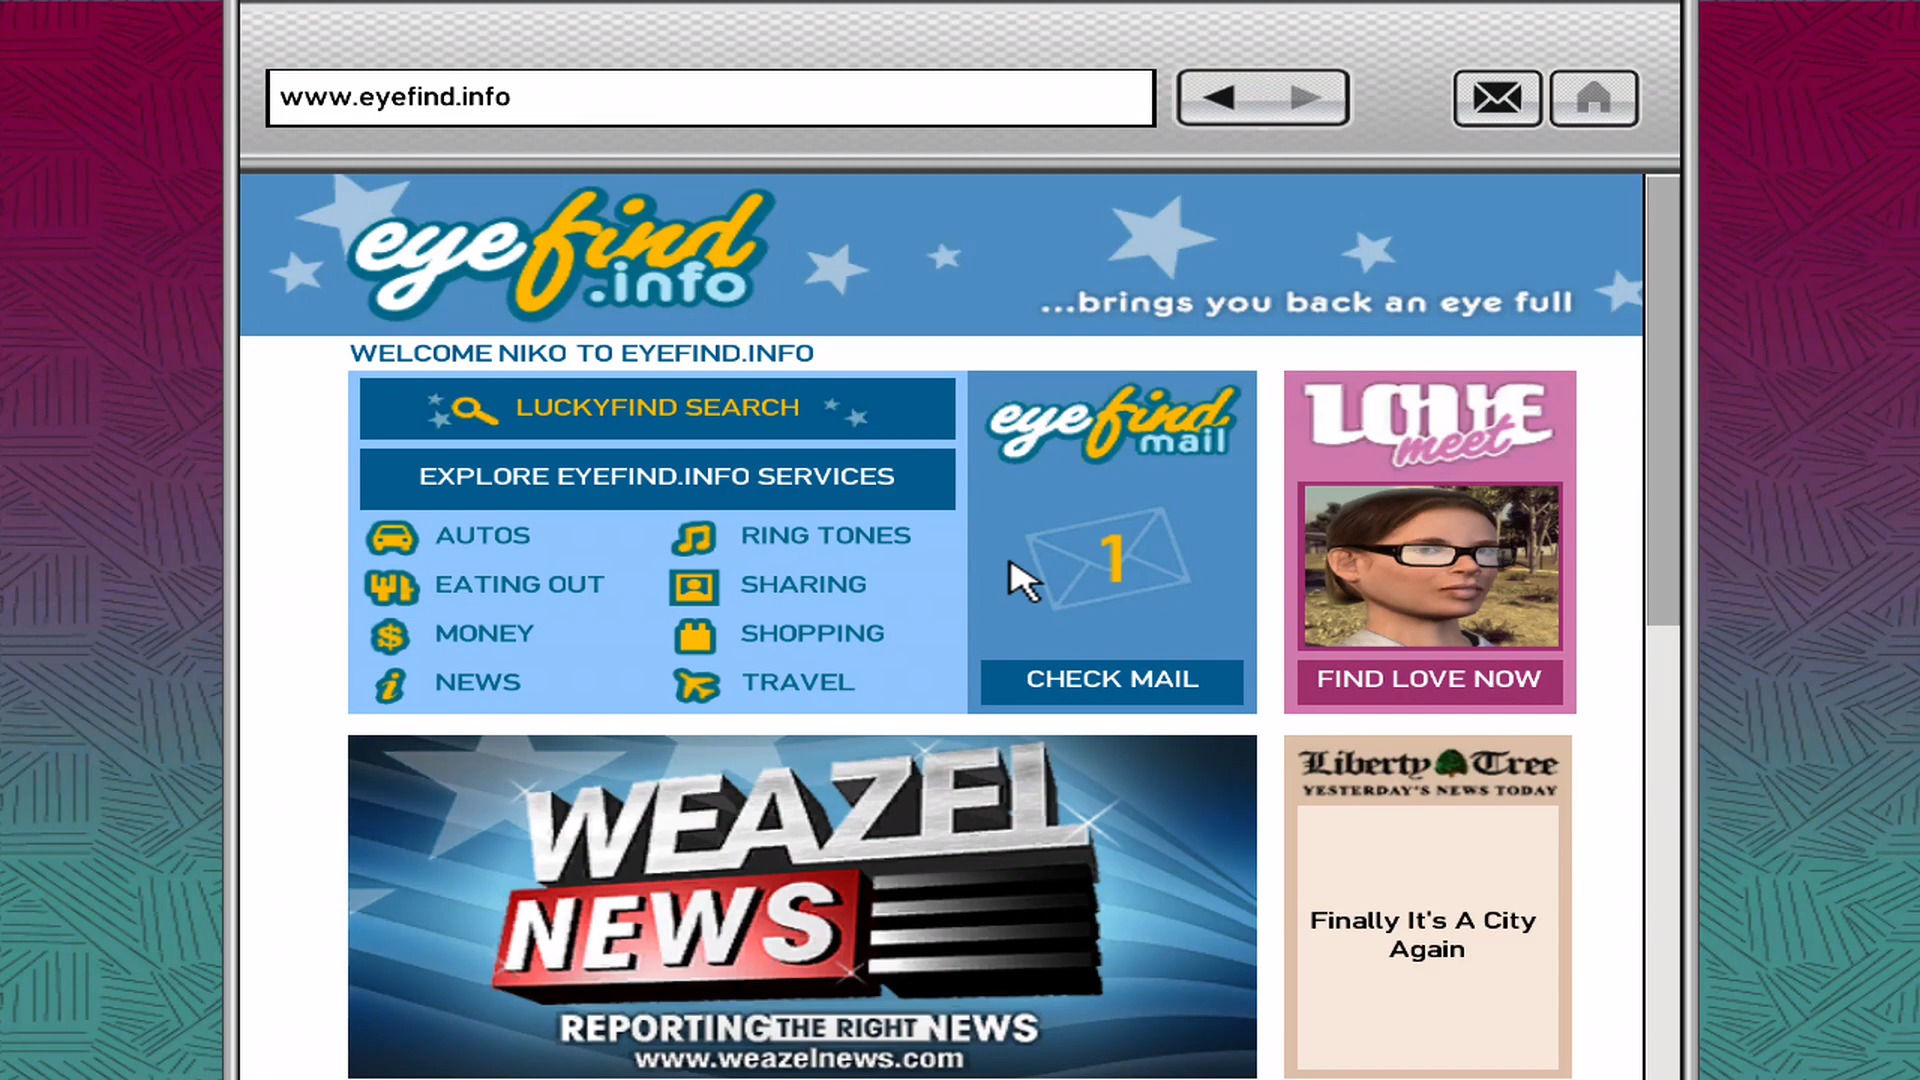 www.eyefind.info
eyefind
.info
...brings you back an eye full
WELCOME NIKO TO EYEFIND.INFO
LUCKYFIND SEARCH
EXPLORE EYEFIND.INFO SERVICES
AUTOS
RING TONES
EATING OUT
SHARING
MONEY
SHOPPING
NEWS
TRAVEL
eyefind
mail
1
CHECK MAIL
LOVE
meet
FIND LOVE NOW
WEAZEL
NEWS
REPORTING THE RIGHT NEWS
www.weazelnews.com
Liberty Tree
YESTERDAY'S NEWS TODAY
Finally It's A City
Again